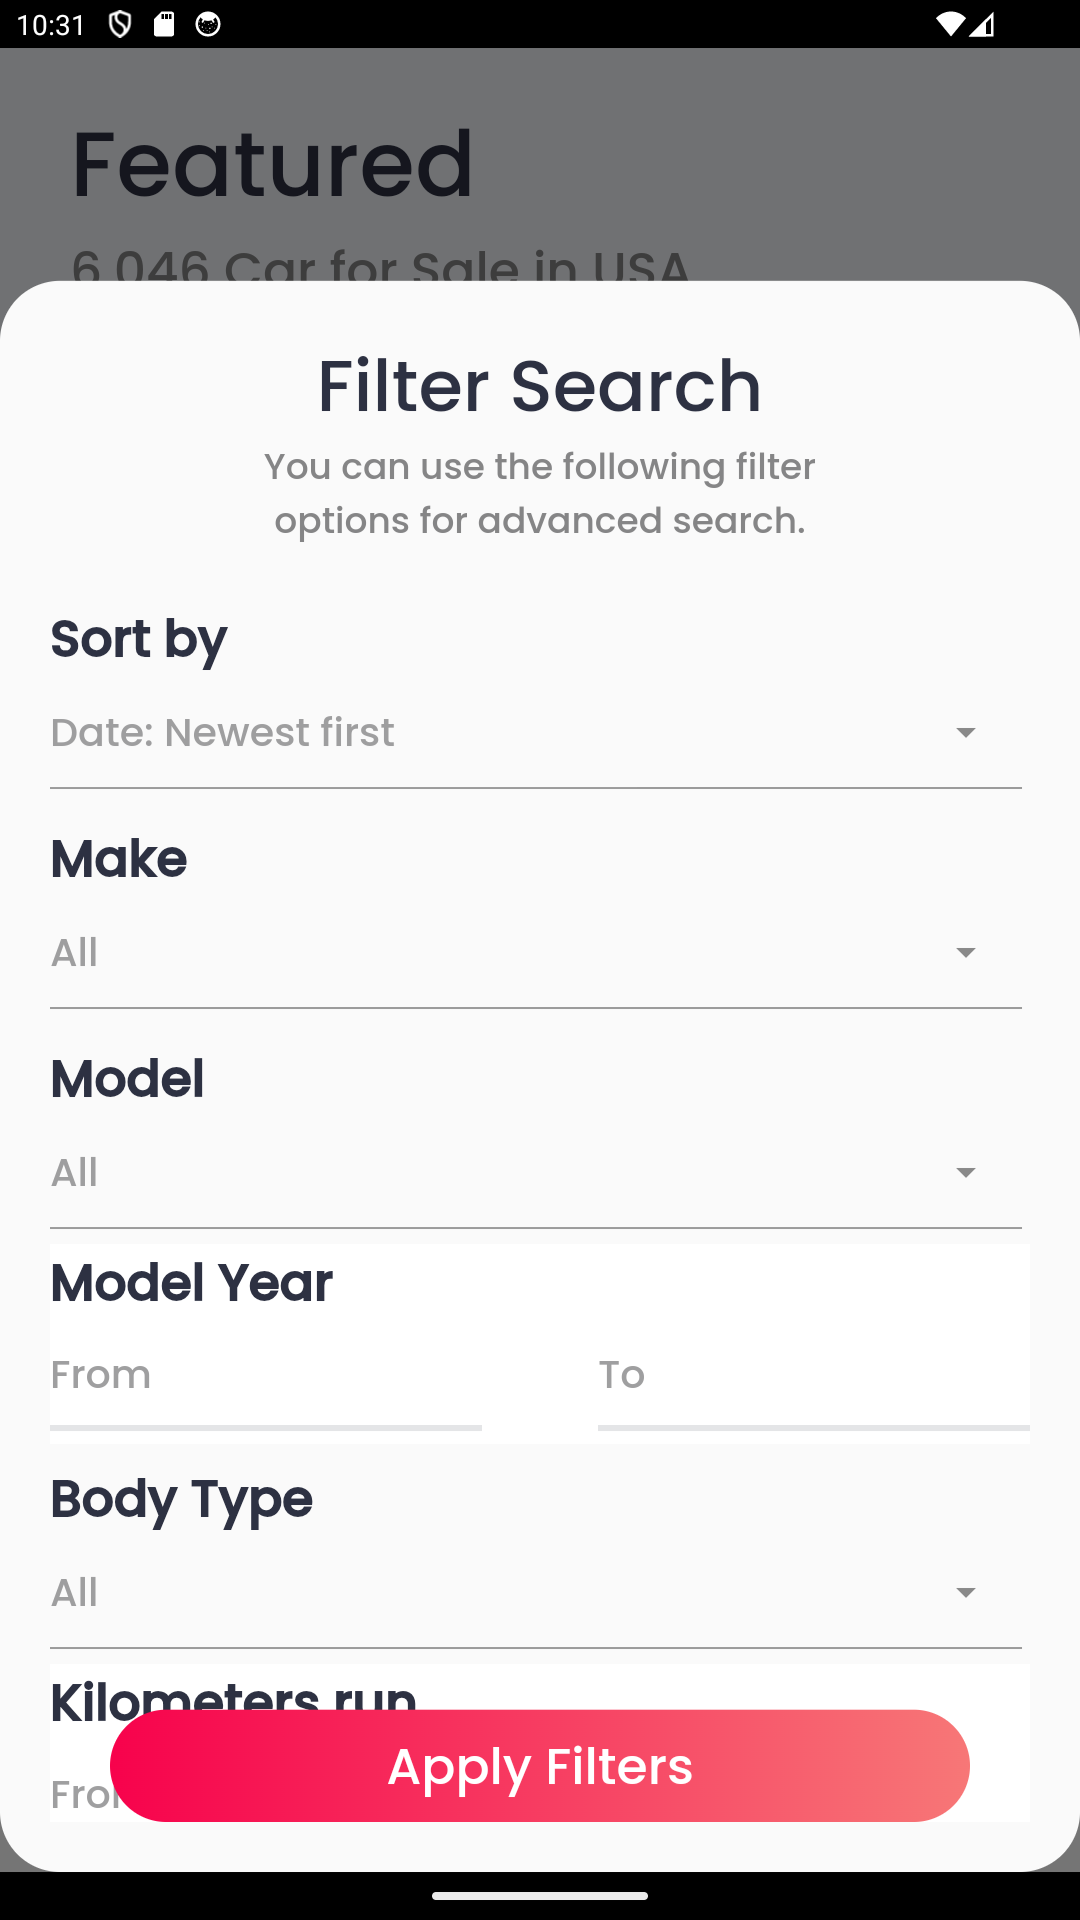 10:31
Featured
6,046 Car for Sale in USA
Filter Search
You can use the following filter
options for advanced search.
Sort by
Date: Newest first
Make
All
Model
All
Model Year
From To
Body Type
All
Kilometers run
From
Apply Filters